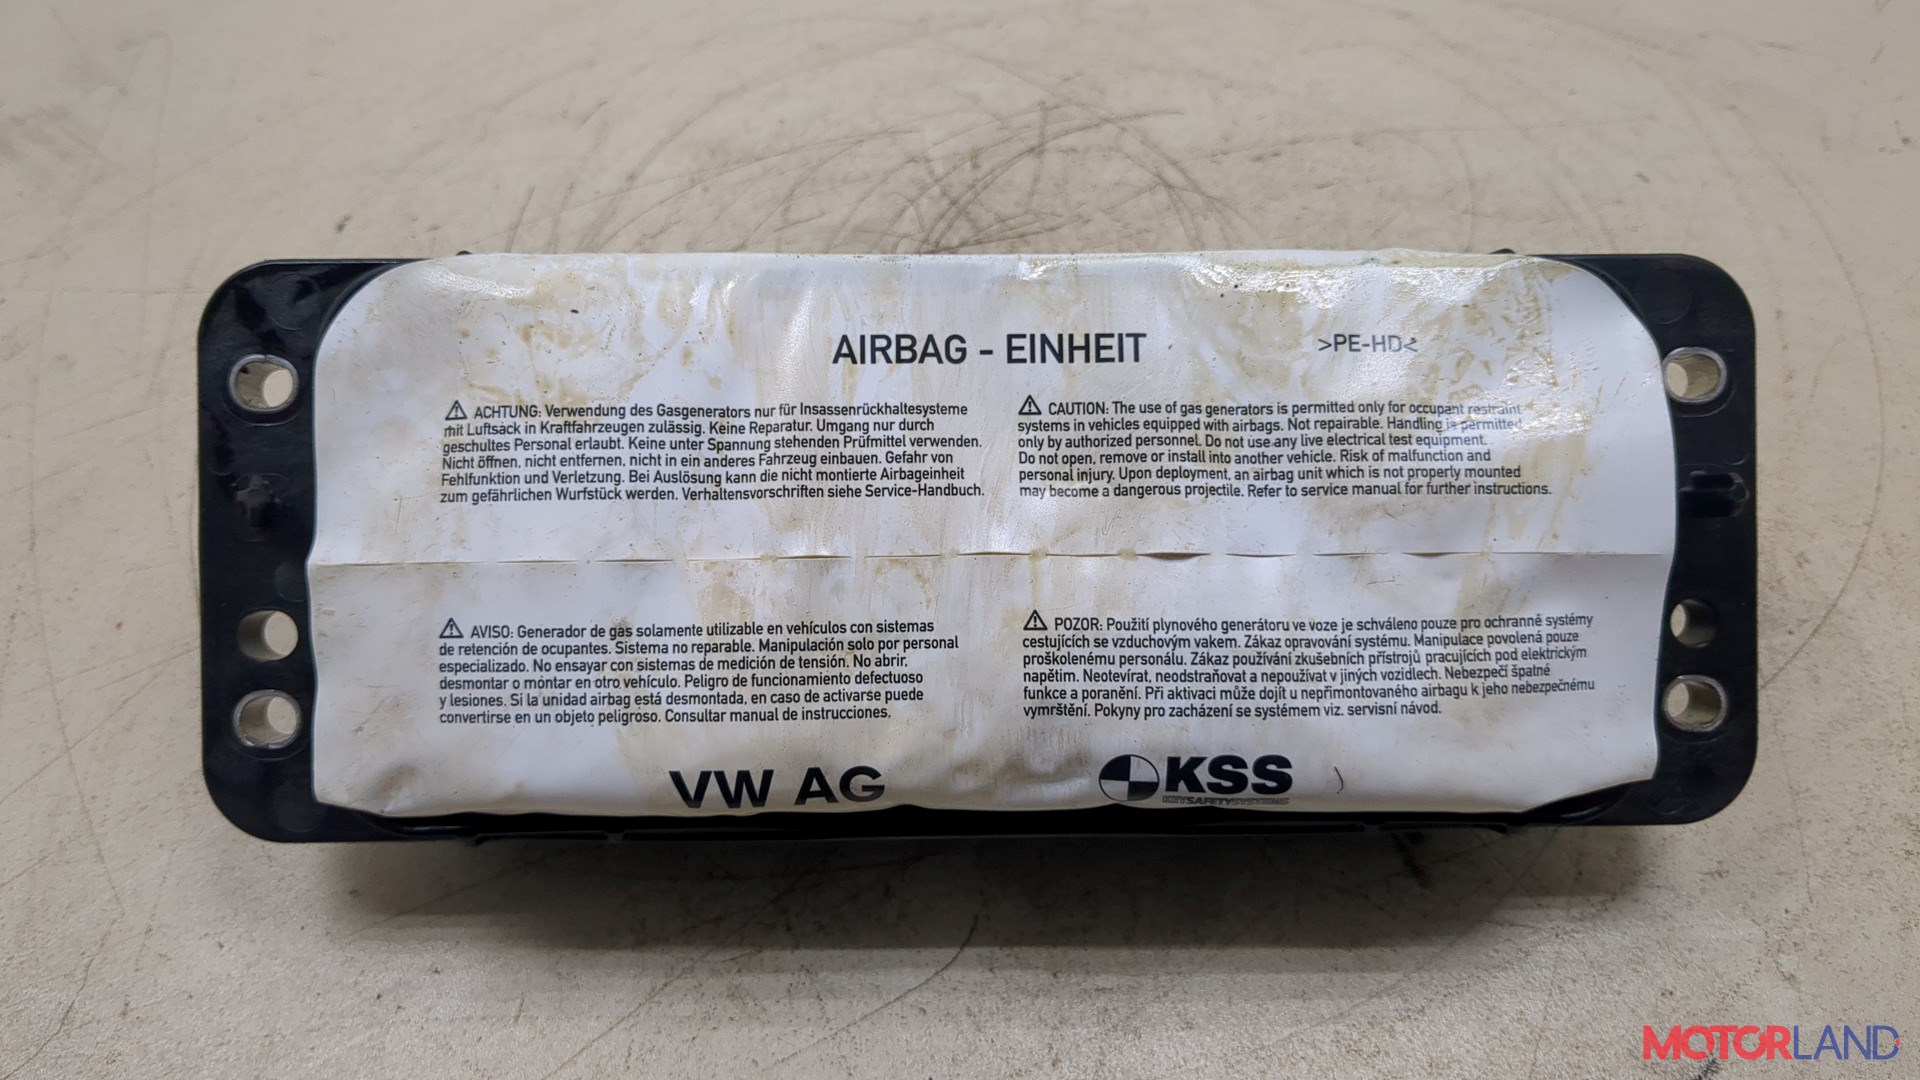 AIRBAG - EINHEIT
>PE-HD<
⚠ ACHTUNG: Verwendung des Gasgenerators nur für Insassenrückhaltesysteme
mit Luftsack in Kraftfahrzeugen zulässig. Keine Reparatur. Umgang nur durch
geschultes Personal erlaubt. Keine unter Spannung stehenden Prüfmittel verwenden.
Nicht öffnen, nicht entfernen, nicht in ein anderes Fahrzeug einbauen. Gefahr von
Fehlfunktion und Verletzung. Bei Auslösung kann die nicht montierte Airbageinheit
zum gefährlichen Wurfstück werden. Verhaltensvorschriften siehe Service-Handbuch.
⚠ CAUTION: The use of gas generators is permitted only for occupant restraint
systems in vehicles equipped with airbags. Not repairable. Handling is permitted
only by authorized personnel. Do not use any live electrical test equipment.
Do not open, remove or install into another vehicle. Risk of malfunction and
personal injury. Upon deployment, an airbag unit which is not properly mounted
may become a dangerous projectile. Refer to service manual for further instructions.
⚠ AVISO: Generador de gas solamente utilizable en vehículos con sistemas
de retención de ocupantes. Sistema no reparable. Manipulación solo por personal
especializado. No ensayar con sistemas de medición de tensión. No abrir,
desmontar o montar en otro vehículo. Peligro de funcionamiento defectuoso
y lesiones. Si la unidad airbag está desmontada, en caso de activarse puede
convertirse en un objeto peligroso. Consultar manual de instrucciones.
⚠ POZOR: Použití plynového generátoru ve voze je schváleno pouze pro ochranné systémy
cestujících se vzduchovým vakem. Zákaz opravování systému. Manipulace povolená pouze
proškolenému personálu. Zákaz používání zkušebních přístrojů pracujících pod elektrickým
napětim. Neotevírat, neodstraňovat a nepoužívat v jiných vozidlech. Nebezpečí špatné
funkce a poranění. Při aktivaci může dojít u nepřimontovaného airbagu k jeho nebezpečnému
vymrštění. Pokyny pro zacházení se systémem viz. servisní návod.
VW AG
KSS
KEYSAFETYSYSTEMS
MOTORLAND